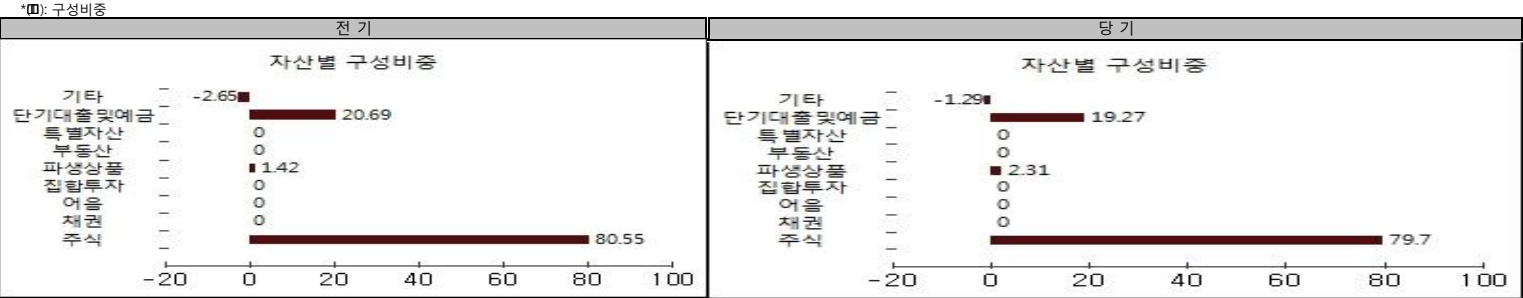 *( ): 구성비중
전 기
당 기
자산별 구성비중
기타 -2.65
단기대출및예금 20.69
특별자산 0
부동산 0
파생상품 1.42
집합투자 0
어음 0
채권 0
주식 80.55
-20 0 20 40 60 80 100
자산별 구성비중
기타 -1.29
단기대출및예금 19.27
특별자산 0
부동산 0
파생상품 2.31
집합투자 0
어음 0
채권 0
주식 79.7
-20 0 20 40 60 80 100